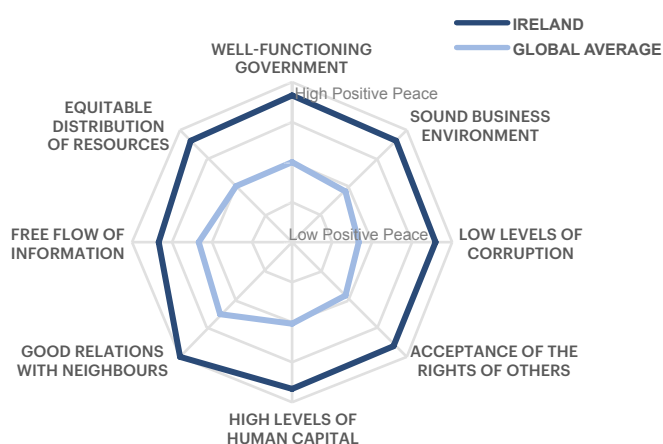 IRELAND
GLOBAL AVERAGE
WELL-FUNCTIONING
GOVERNMENT
High Positive Peace
SOUND BUSINESS
ENVIRONMENT
EQUITABLE
DISTRIBUTION
OF RESOURCES
FREE FLOW OF
INFORMATION
Low Positive Peace
LOW LEVELS OF
CORRUPTION
GOOD RELATIONS
WITH NEIGHBOURS
ACCEPTANCE OF THE
RIGHTS OF OTHERS
HIGH LEVELS OF
HUMAN CAPITAL